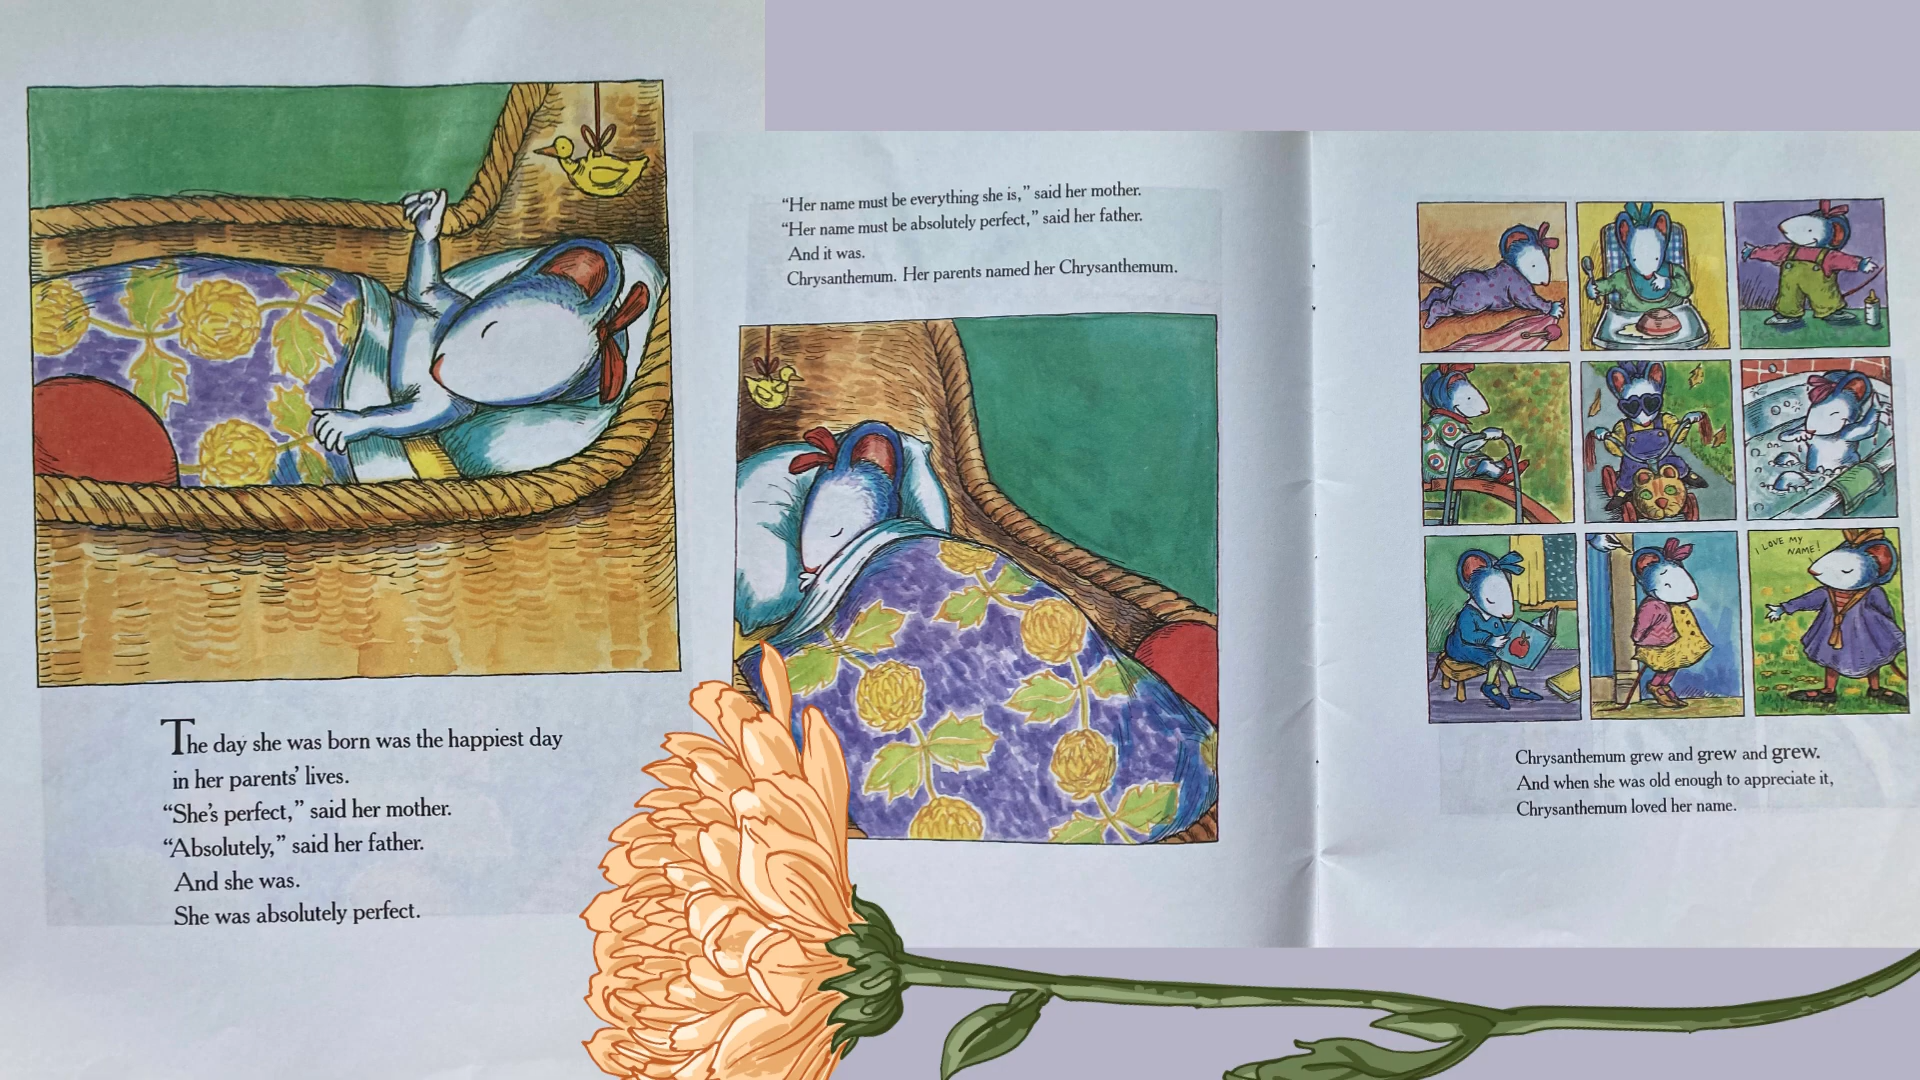 The day she was born was the happiest day
in her parents' lives.
“She's perfect,” said her mother.
“Absolutely,” said her father.
And she was.
She was absolutely perfect.
“Her name must be everything she is,” said her mother.
“Her name must be absolutely perfect,” said her father.
And it was.
Chrysanthemum. Her parents named her Chrysanthemum.
I LOVE MY
NAME!
Chrysanthemum grew and grew and grew.
And when she was old enough to appreciate it,
Chrysanthemum loved her name.